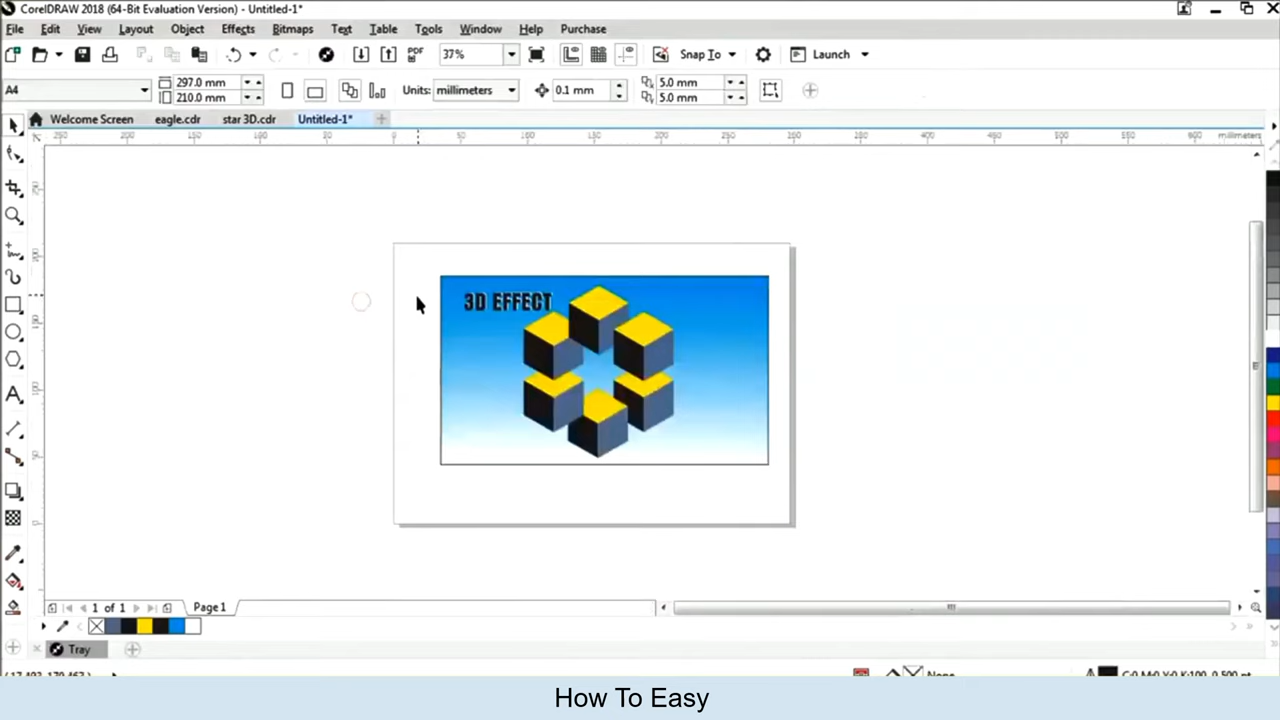 CorelDRAW 2018 (64-Bit Evaluation Version) - Untitled-1*
File Edit View Layout Object Effects Bitmaps Text Table Tools Window Help Purchase
PDF 37% Snap To Launch
A4 297.0 mm 210.0 mm Units: millimeters 0.1 mm 5.0 mm 5.0 mm
Welcome Screen eagle.cdr star 3D.cdr Untitled-1*
millimeters
3D EFFECT
1 of 1 Page 1
Tray
None
How To Easy